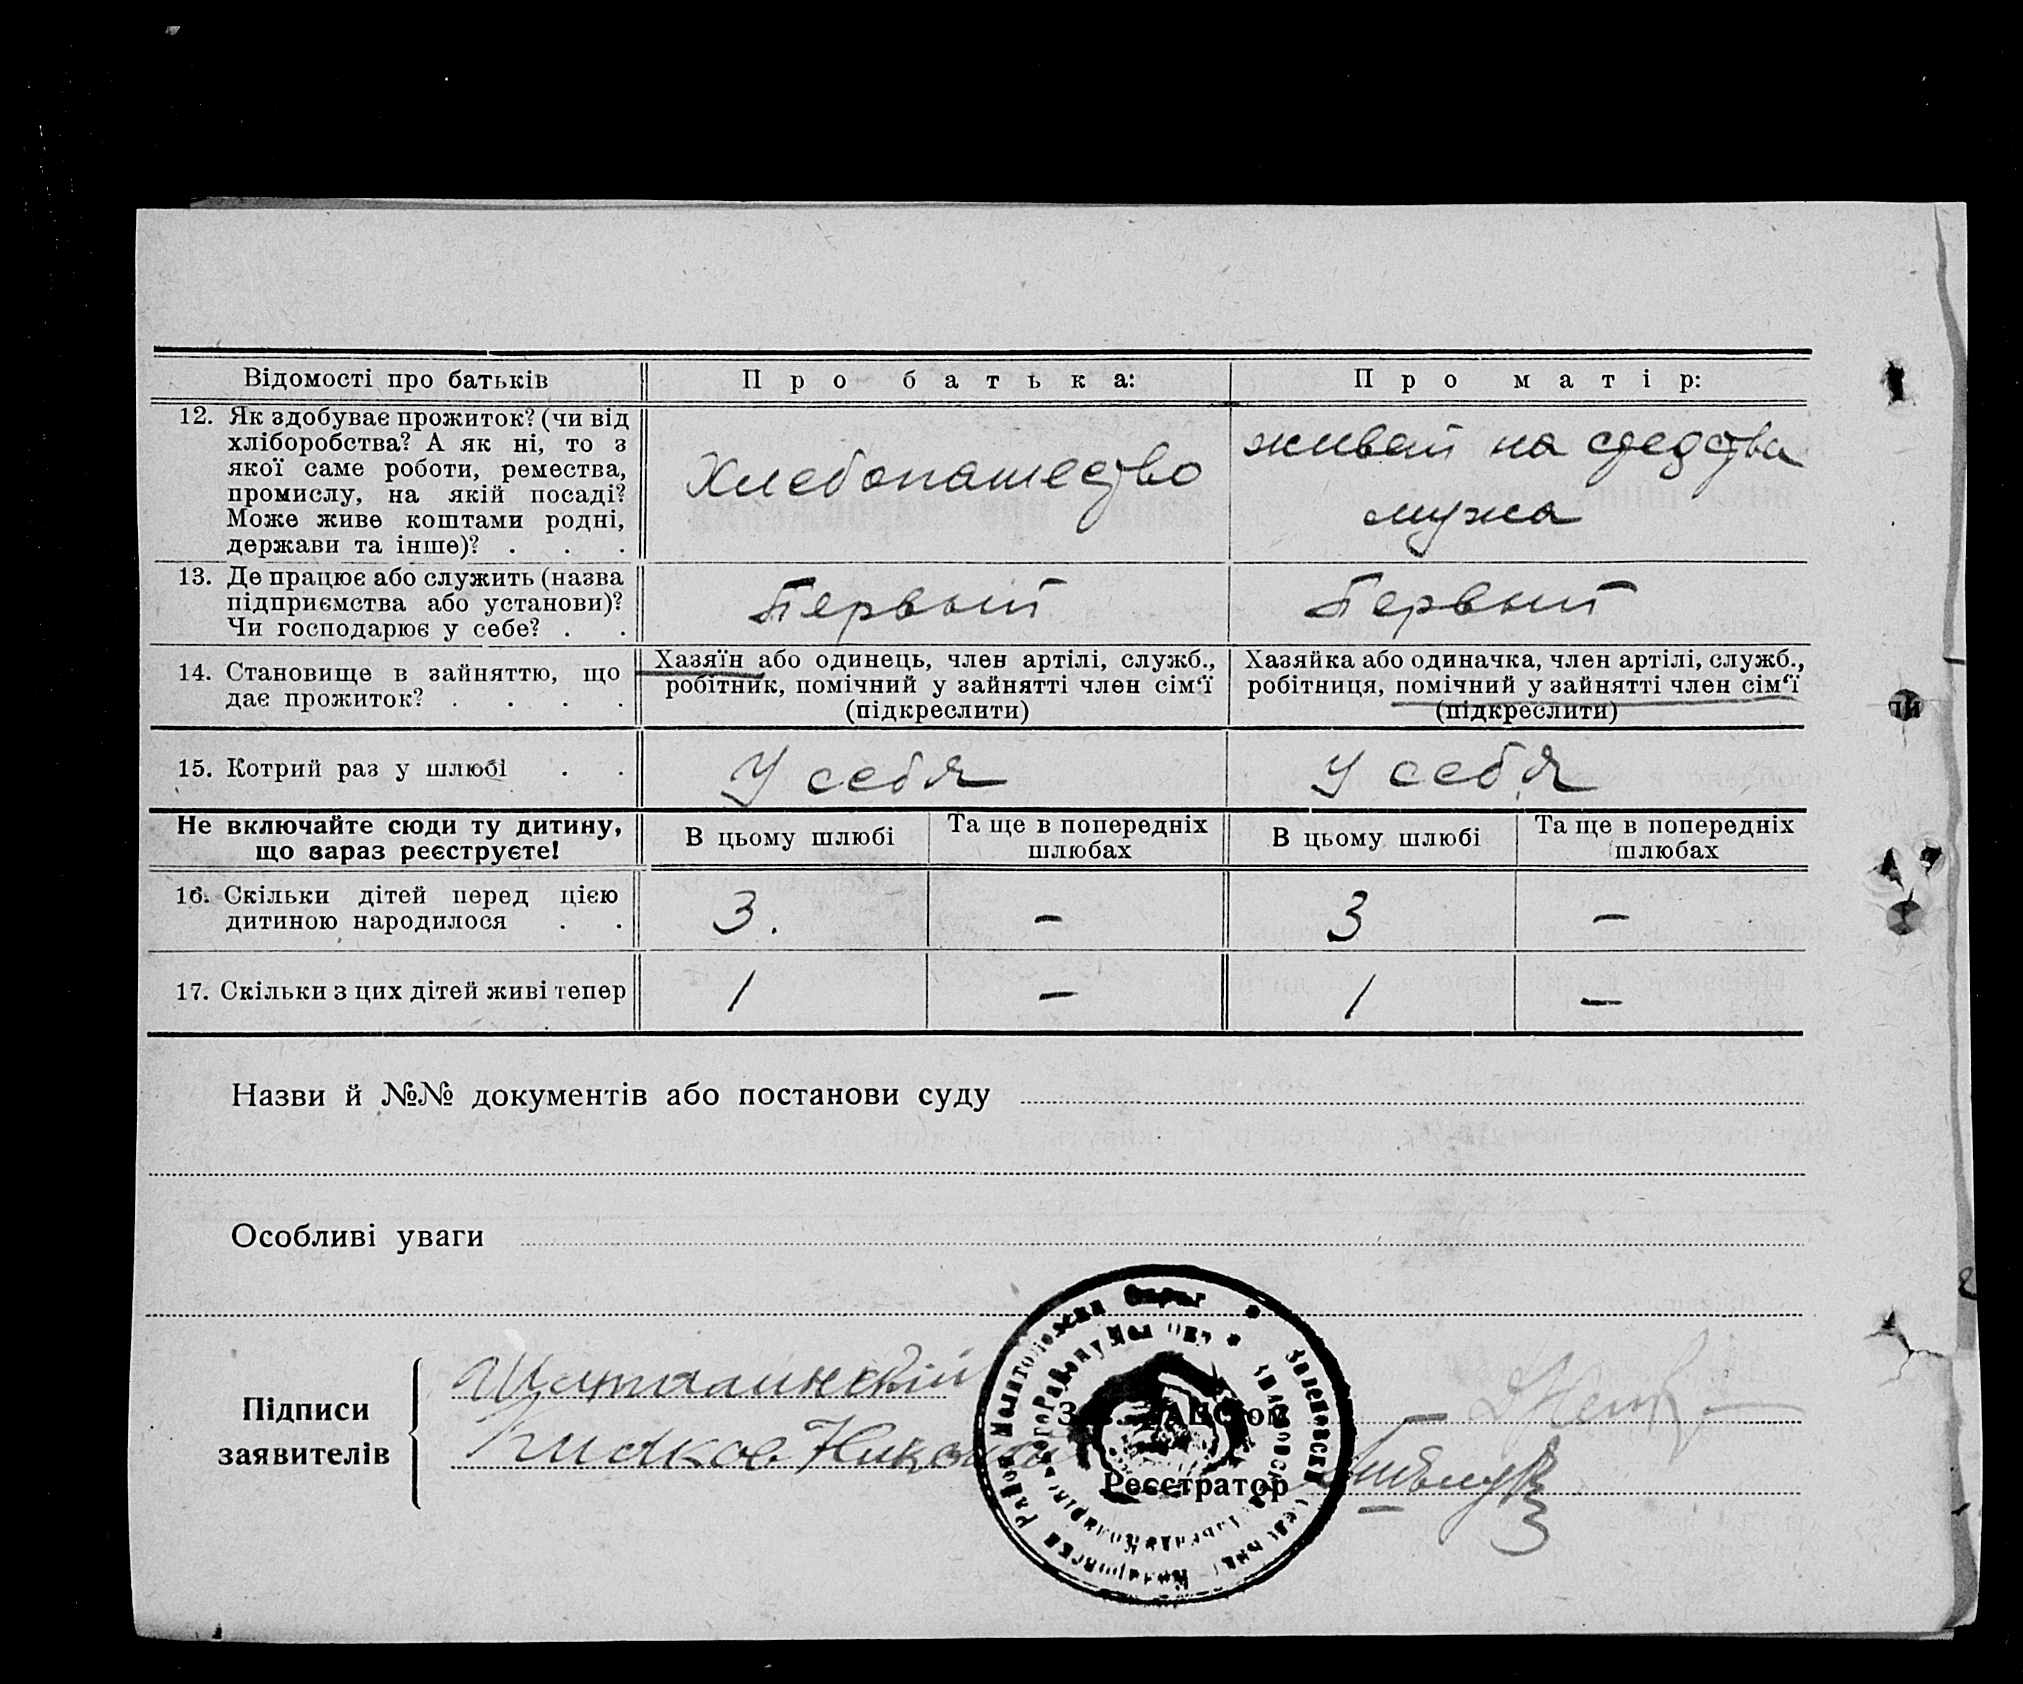 Відомості про батьків
Про батька:
Про матір:
12. Як здобуває прожиток? (чи від
хліборобства? А як ні, то з
якої саме роботи, ремества,
промислу, на якій посаді?
Може живе коштами родні,
держави та інше)? . . .
Хлебопашество
живет на средства
мужа
13. Де працює або служить (назва
підприємства або установи)?
Чи господарює у себе? . .
Первый
Первый
14. Становище в зайняттю, що
дає прожиток? . . . .
Хазяїн або одинець, член артілі, служб.,
робітник, помічний у зайнятті член сім‘ї
(підкреслити)
Хазяйка або одиначка, член артілі, служб.,
робітниця, помічний у зайнятті член сім‘ї
(підкреслити)
15. Котрий раз у шлюбі . .
У себя
У себя
Не включайте сюди ту дитину,
що зараз реєструєте!
В цьому шлюбі
Та ще в попередніх
шлюбах
В цьому шлюбі
Та ще в попередніх
шлюбах
16. Скільки дітей перед цією
дитиною народилося . .
3.
—
3
—
17. Скільки з цих дітей живі тепер
1
—
1
—
Назви й №№ документів або постанови суду
Особливі уваги
Підписи
заявителів
Шаталинский
Реєстратор